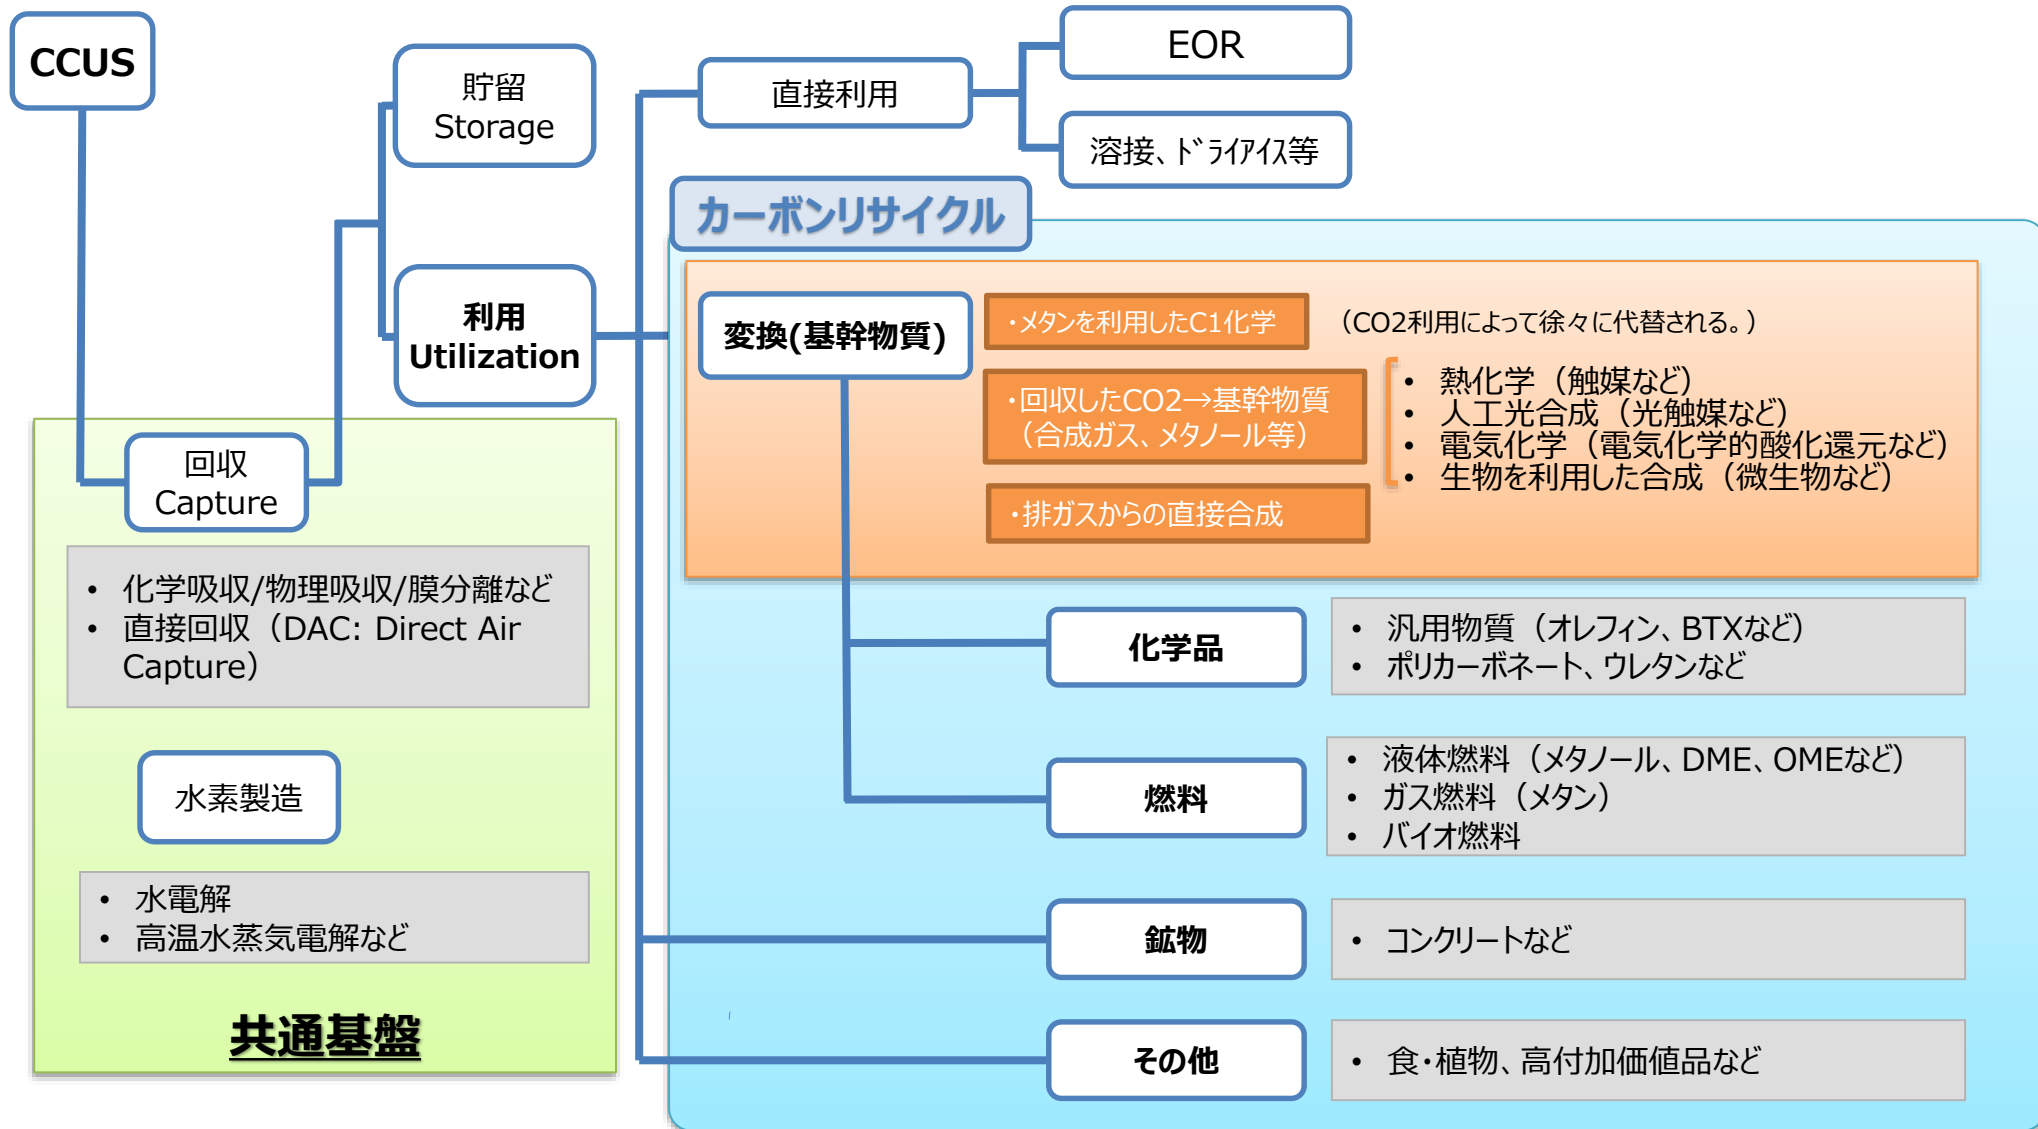 CCUS
貯留
Storage
利用
Utilization
直接利用
EOR
溶接、ドライアイス等
カーボンリサイクル
変換(基幹物質)
・メタンを利用したC1化学
（CO2利用によって徐々に代替される。）
・回収したCO2→基幹物質
（合成ガス、メタノール等）
• 熱化学（触媒など）
• 人工光合成（光触媒など）
• 電気化学（電気化学的酸化還元など）
• 生物を利用した合成（微生物など）
・排ガスからの直接合成
回収
Capture
• 化学吸収/物理吸収/膜分離など
• 直接回収（DAC: Direct Air
Capture）
水素製造
• 水電解
• 高温水蒸気電解など
共通基盤
化学品
• 汎用物質（オレフィン、BTXなど）
• ポリカーボネート、ウレタンなど
燃料
• 液体燃料（メタノール、DME、OMEなど）
• ガス燃料（メタン）
• バイオ燃料
鉱物
• コンクリートなど
その他
• 食・植物、高付加価値品など